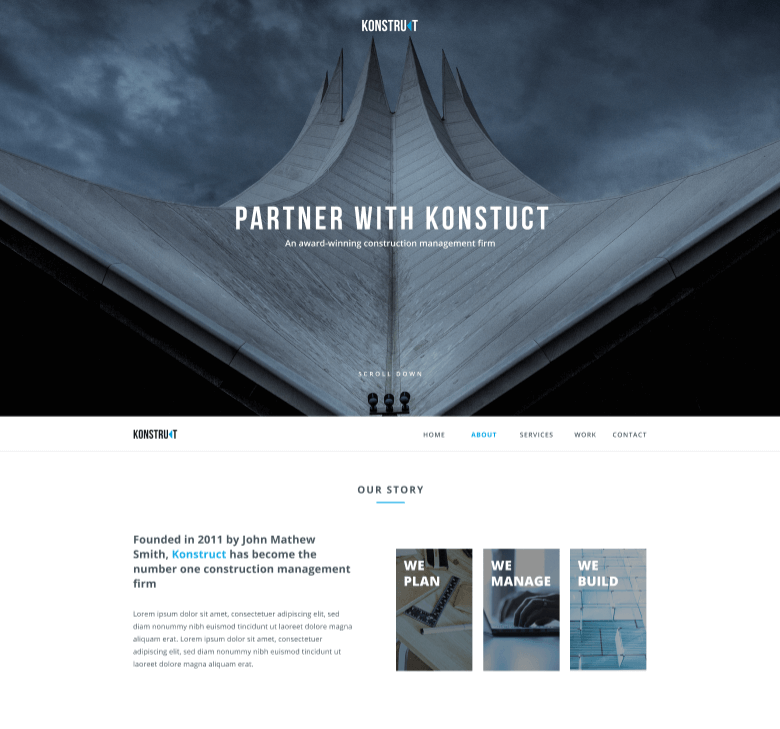 KONSTRUCT
PARTNER WITH KONSTUCT
An award-winning construction management firm
SCROLL DOWN
KONSTRUCT
HOME ABOUT SERVICES WORK CONTACT
OUR STORY
Founded in 2011 by John Mathew
Smith, Konstruct has become the
number one construction management
firm
WE
PLAN
WE
MANAGE
WE
BUILD
Lorem ipsum dolor sit amet, consectetuer adipiscing elit, sed
diam nonummy nibh euismod tincidunt ut laoreet dolore magna
aliquam erat. Lorem ipsum dolor sit amet, consectetuer
adipiscing elit, sed diam nonummy nibh euismod tincidunt ut
laoreet dolore magna aliquam erat.